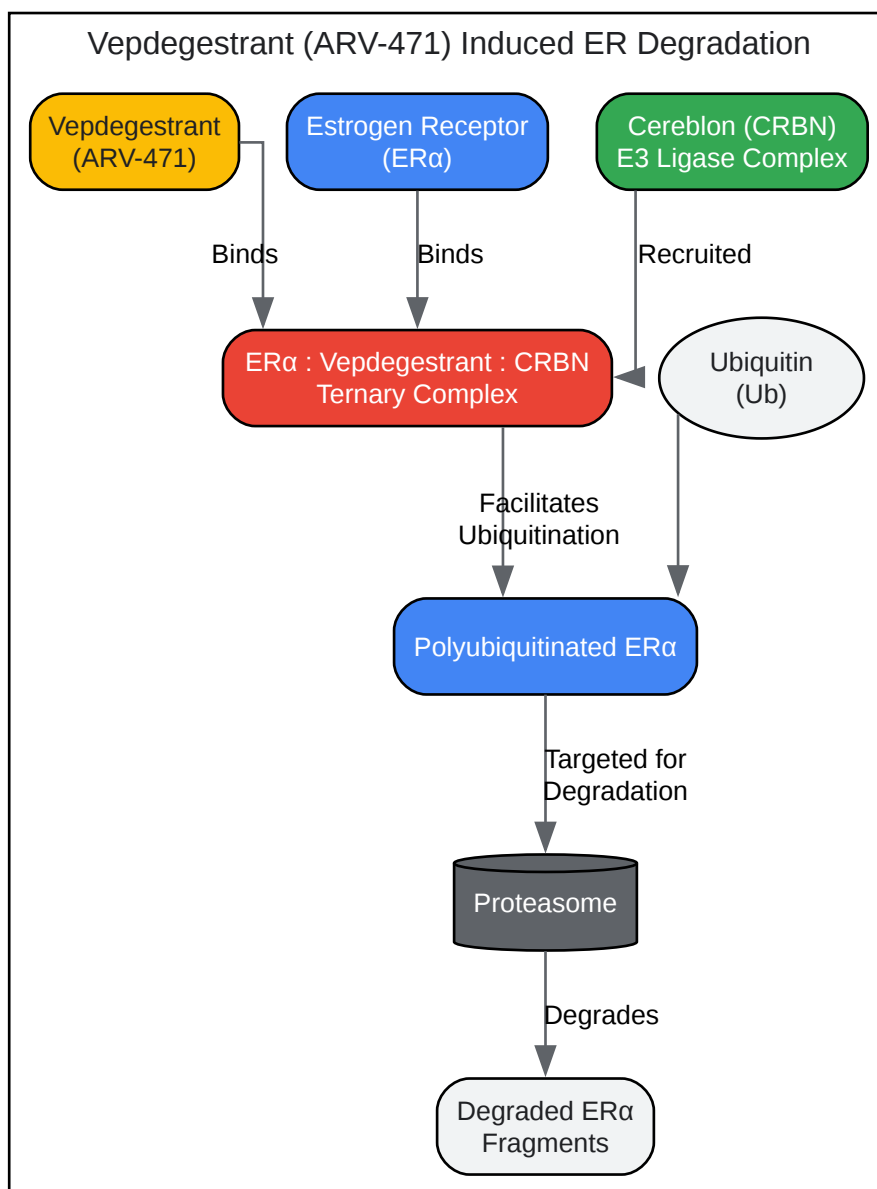 Vepdegestrant (ARV-471) Induced ER Degradation
Vepdegestrant
(ARV-471)
Estrogen Receptor
(ERα)
Cereblon (CRBN)
E3 Ligase Complex
Binds
Binds
Recruited
ERα : Vepdegestrant : CRBN
Ternary Complex
Ubiquitin
(Ub)
Facilitates
Ubiquitination
Polyubiquitinated ERα
Targeted for
Degradation
Proteasome
Degrades
Degraded ERα
Fragments